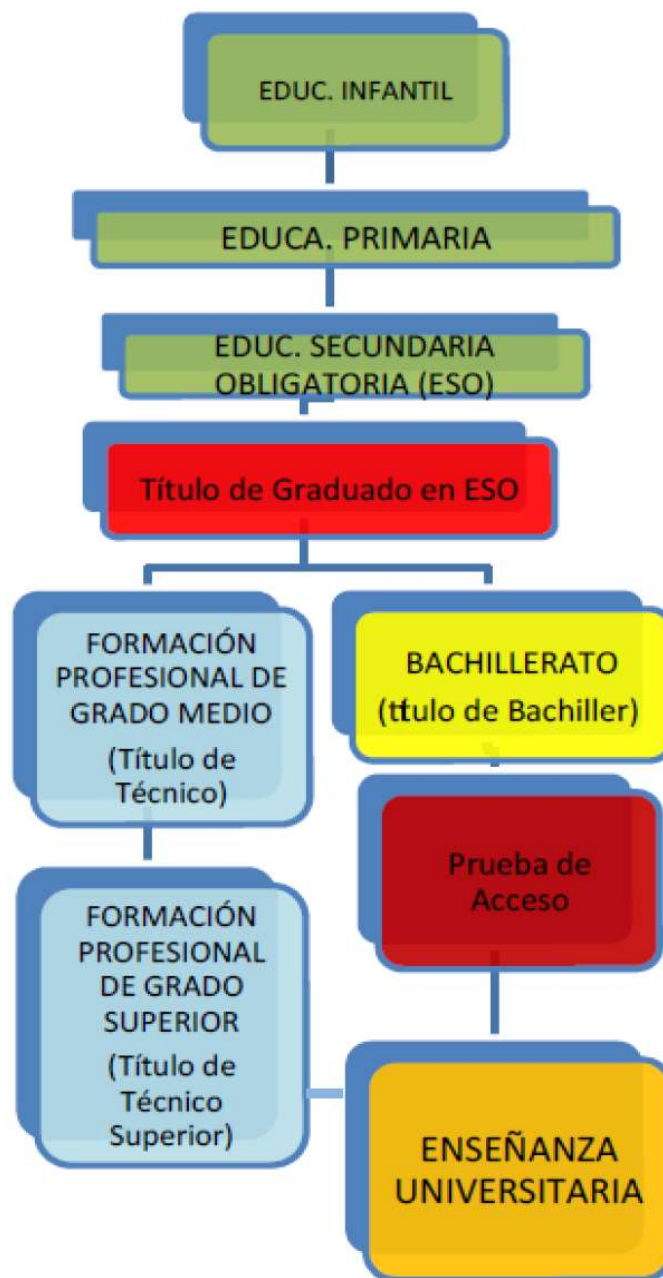 EDUC. INFANTIL
EDUCA. PRIMARIA
EDUC. SECUNDARIA
OBLIGATORIA (ESO)
Título de Graduado en ESO
FORMACIÓN
PROFESIONAL DE
GRADO MEDIO
(Título de
Técnico)
BACHILLERATO
(título de Bachiller)
FORMACIÓN
PROFESIONAL
DE GRADO
SUPERIOR
(Título de
Técnico
Superior)
Prueba de
Acceso
ENSEÑANZA
UNIVERSITARIA